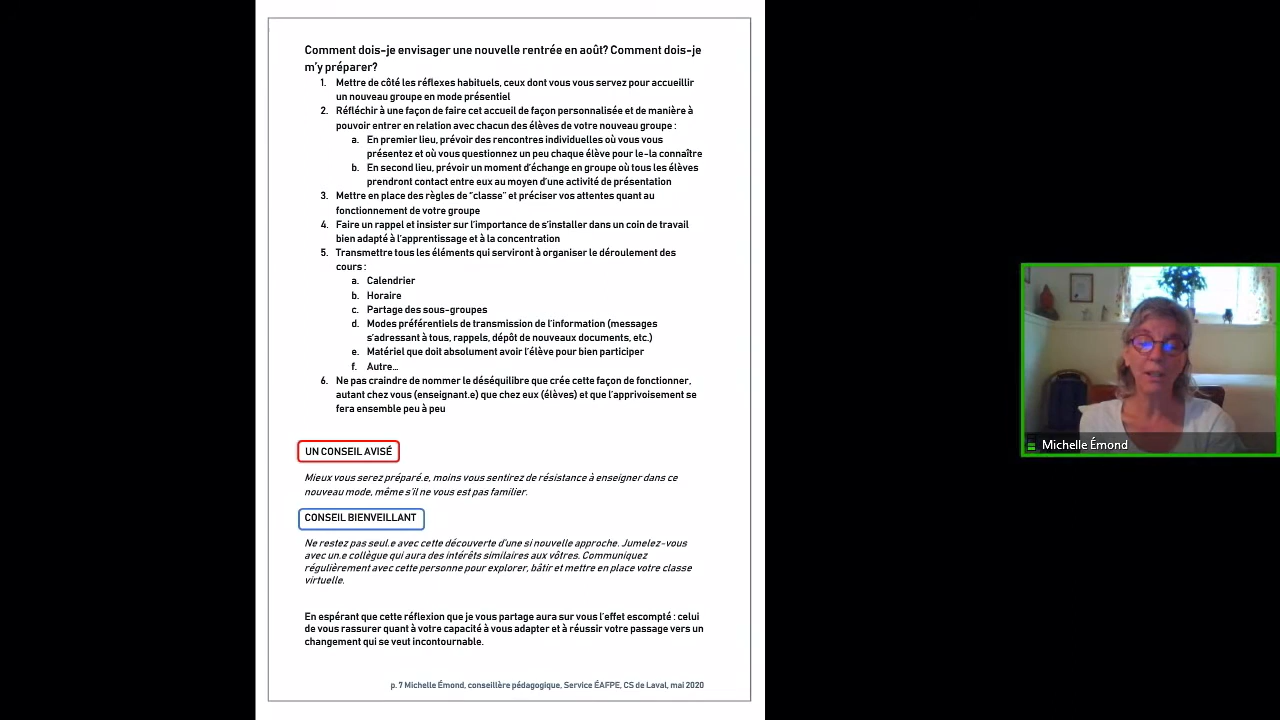 Comment dois-je envisager une nouvelle rentrée en août? Comment dois-je
m'y préparer?
1. Mettre de côté les réflexes habituels, ceux dont vous vous servez pour accueillir
un nouveau groupe en mode présentiel
2. Réfléchir à une façon de faire cet accueil de façon personnalisée et de manière à
pouvoir entrer en relation avec chacun des élèves de votre nouveau groupe :
a. En premier lieu, prévoir des rencontres individuelles où vous vous
présentez et où vous questionnez un peu chaque élève pour le-la connaître
b. En second lieu, prévoir un moment d'échange en groupe où tous les élèves
prendront contact entre eux au moyen d'une activité de présentation
3. Mettre en place des règles de "classe" et préciser vos attentes quant au
fonctionnement de votre groupe
4. Faire un rappel et insister sur l'importance de s'installer dans un coin de travail
bien adapté à l'apprentissage et à la concentration
5. Transmettre tous les éléments qui serviront à organiser le déroulement des
cours :
a. Calendrier
b. Horaire
c. Partage des sous-groupes
d. Modes préférentiels de transmission de l'information (messages
s'adressant à tous, rappels, dépôt de nouveaux documents, etc.)
e. Matériel que doit absolument avoir l'élève pour bien participer
f. Autre...
6. Ne pas craindre de nommer le déséquilibre que crée cette façon de fonctionner,
autant chez vous (enseignant.e) que chez eux (élèves) et que l'apprivoisement se
fera ensemble peu à peu
UN CONSEIL AVISÉ
Mieux vous serez préparé.e, moins vous sentirez de résistance à enseigner dans ce
nouveau mode, même s'il ne vous est pas familier.
CONSEIL BIENVEILLANT
Ne restez pas seul.e avec cette découverte d'une si nouvelle approche. Jumelez-vous
avec un.e collègue qui aura des intérêts similaires aux vôtres. Communiquez
régulièrement avec cette personne pour explorer, bâtir et mettre en place votre classe
virtuelle.
En espérant que cette réflexion que je vous partage aura sur vous l'effet escompté : celui
de vous rassurer quant à votre capacité à vous adapter et à réussir votre passage vers un
changement qui se veut incontournable.
p. 7 Michelle Émond, conseillère pédagogique, Service ÉAFPE, CS de Laval, mai 2020
Michelle Émond